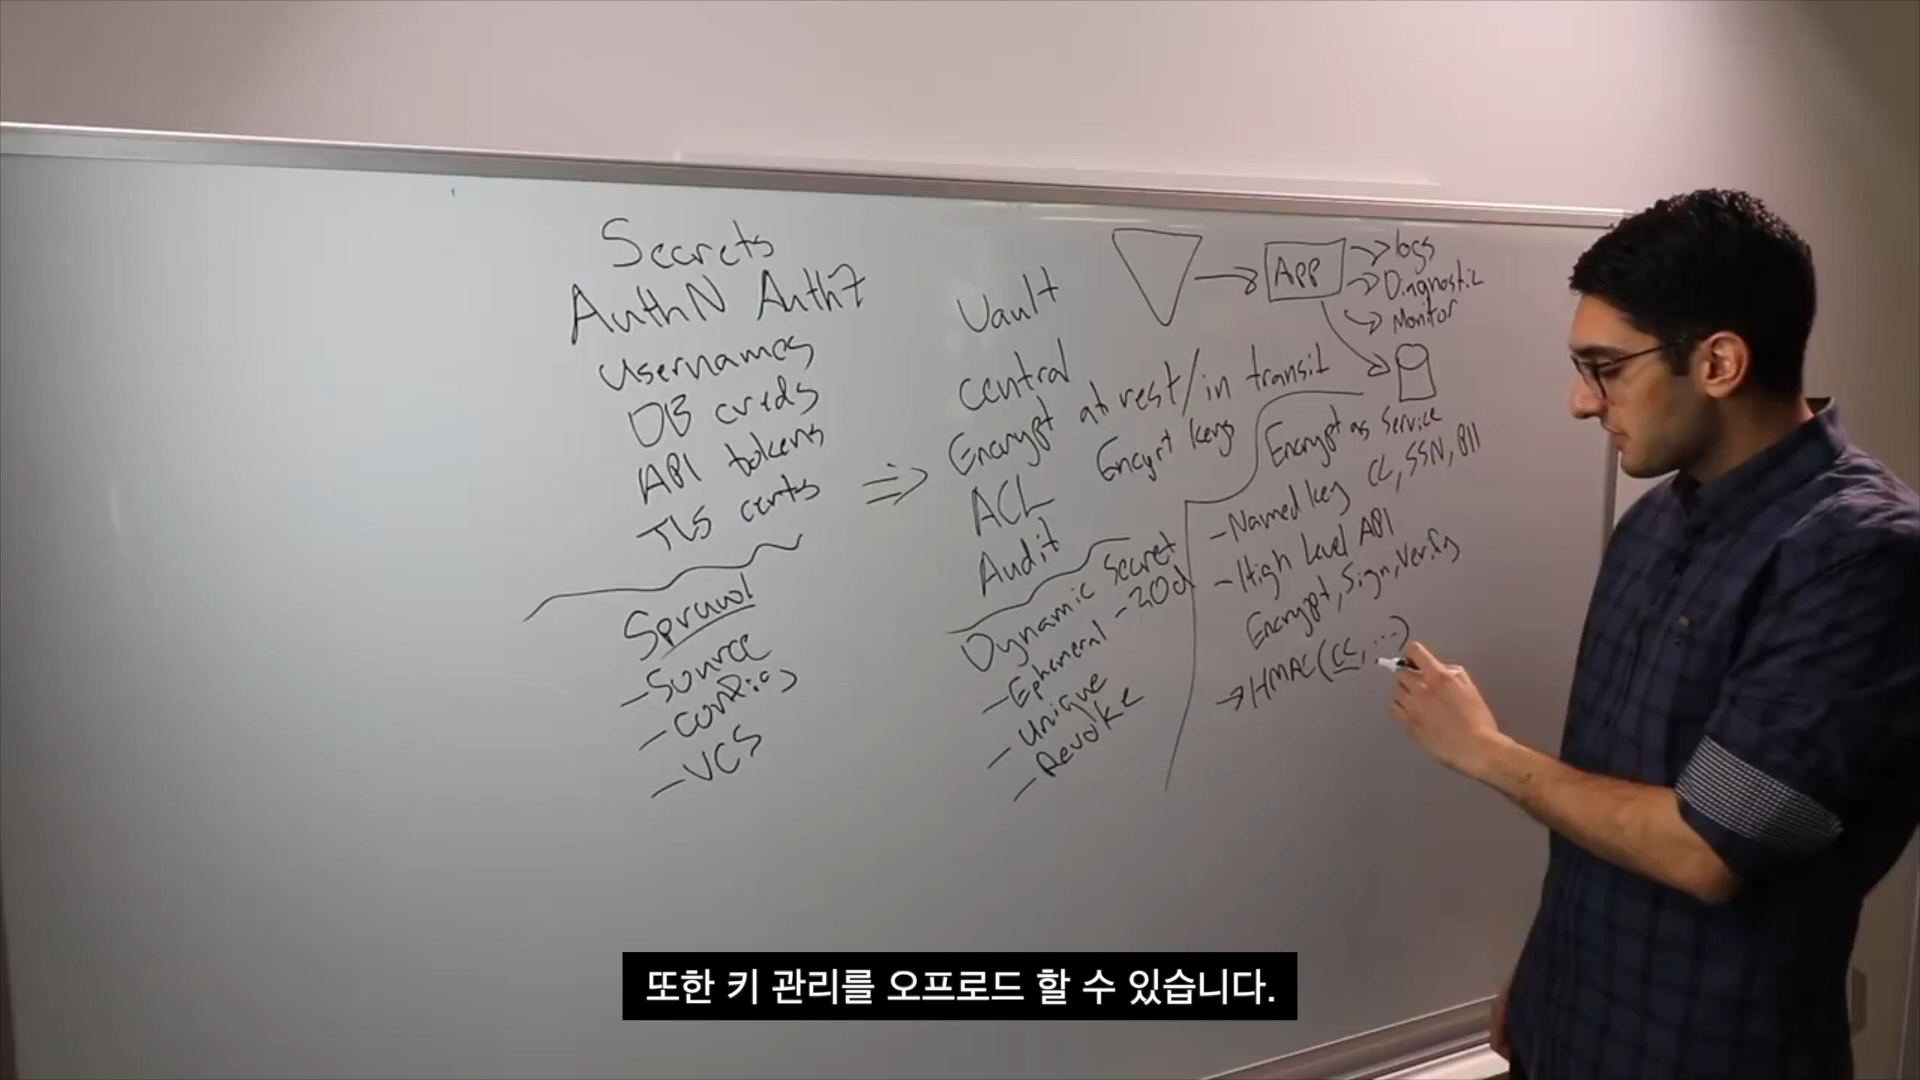 Secrets
AuthN AuthZ
Usernames
DB creds
API tokens
TLS certs
Sprawl
-Source
-Config
-VCS
Vault
Central
Encrypt at rest/in transit
Encrypt keys
ACL
Audit
Dynamic Secret
-Ephemeral -30d
-Unique
-Revoke
App
logs
Diagnostic
Monitor
Encrypt as Service
-Named key CC, SSN, PII
-High Level API
Encrypt, Sign, Verify
→HMAC(CC, ...)
또한 키 관리를 오프로드 할 수 있습니다.